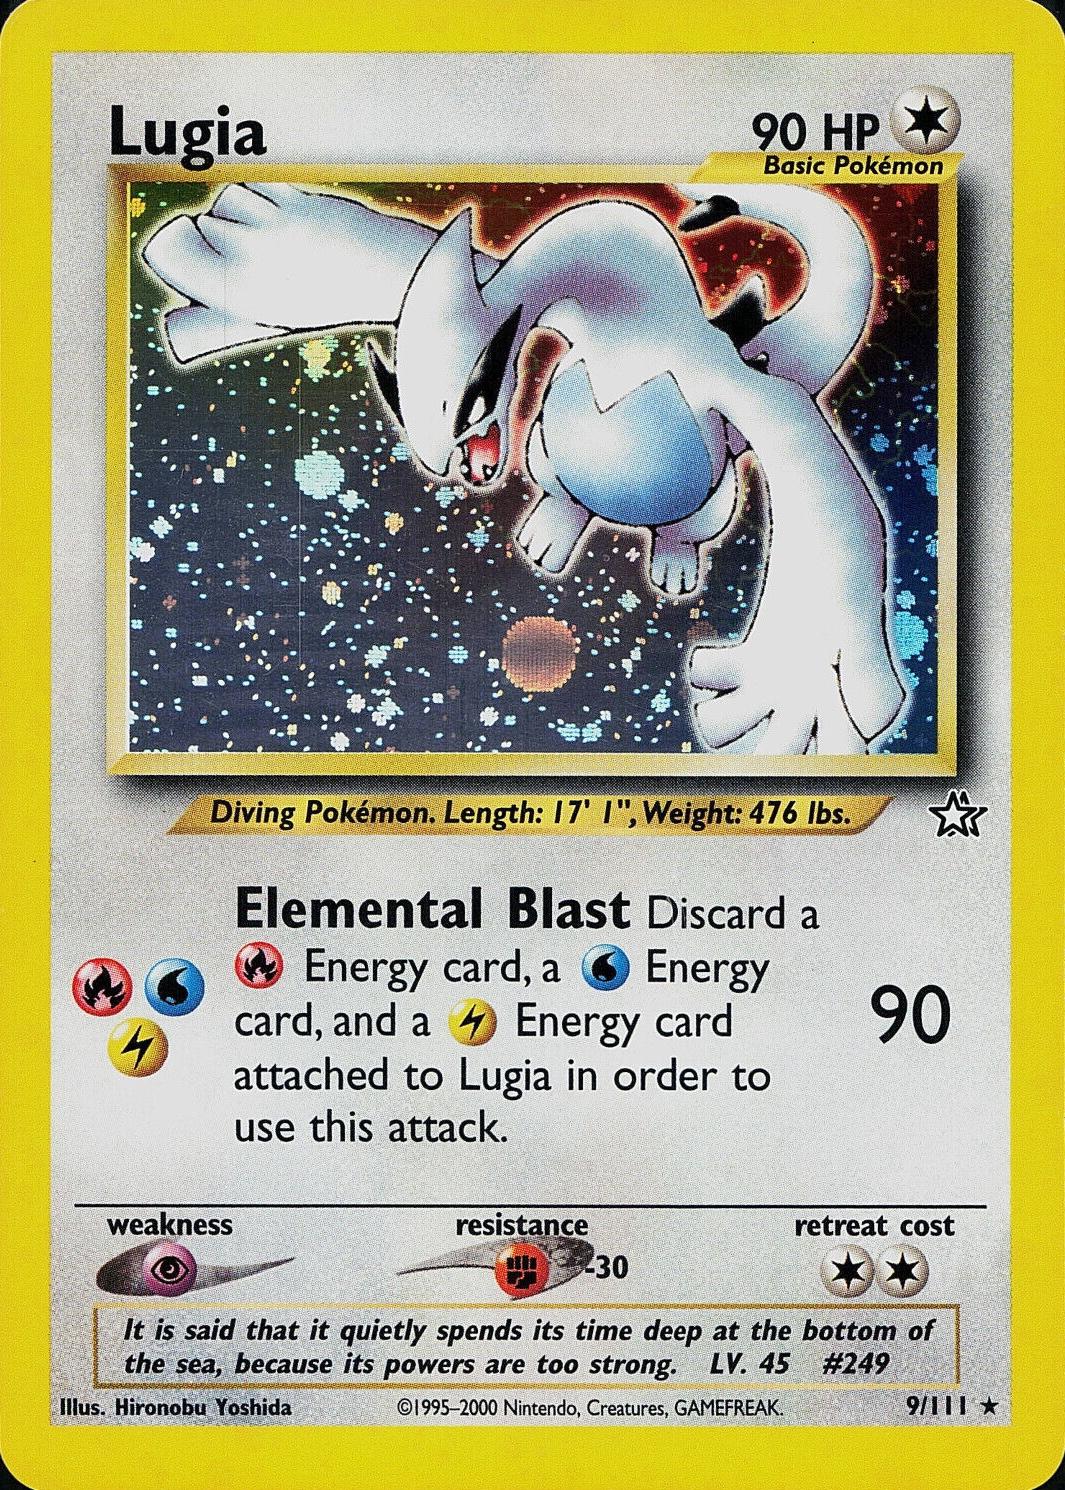 Lugia
90 HP
Basic Pokémon
Diving Pokémon. Length: 17' 1", Weight: 476 lbs.
Elemental Blast Discard a
Energy card, a Energy
card, and a Energy card
attached to Lugia in order to
use this attack.
90
weakness
resistance
retreat cost
-30
It is said that it quietly spends its time deep at the bottom of
the sea, because its powers are too strong. LV. 45 #249
Illus. Hironobu Yoshida
©1995–2000 Nintendo, Creatures, GAMEFREAK.
9/111 ★